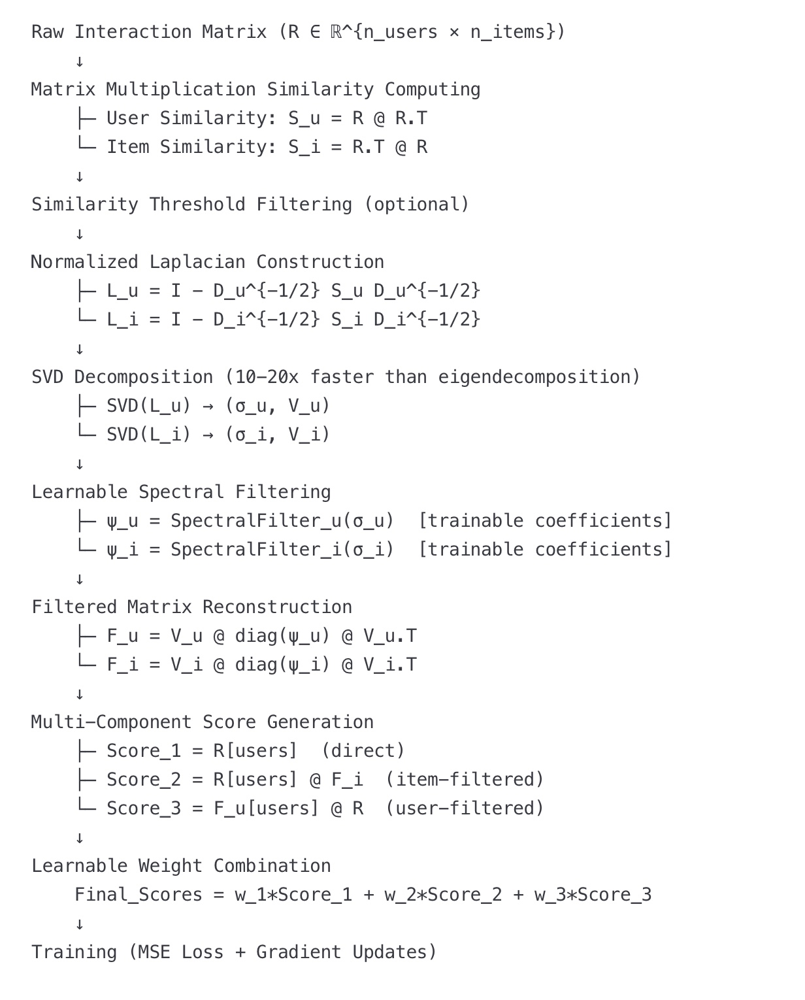 Raw Interaction Matrix (R ∈ ℝ^{n_users × n_items})
↓
Matrix Multiplication Similarity Computing
├─ User Similarity: S_u = R @ R.T
└─ Item Similarity: S_i = R.T @ R
↓
Similarity Threshold Filtering (optional)
↓
Normalized Laplacian Construction
├─ L_u = I - D_u^{-1/2} S_u D_u^{-1/2}
└─ L_i = I - D_i^{-1/2} S_i D_i^{-1/2}
↓
SVD Decomposition (10-20x faster than eigendecomposition)
├─ SVD(L_u) → (σ_u, V_u)
└─ SVD(L_i) → (σ_i, V_i)
↓
Learnable Spectral Filtering
├─ ψ_u = SpectralFilter_u(σ_u)  [trainable coefficients]
└─ ψ_i = SpectralFilter_i(σ_i)  [trainable coefficients]
↓
Filtered Matrix Reconstruction
├─ F_u = V_u @ diag(ψ_u) @ V_u.T
└─ F_i = V_i @ diag(ψ_i) @ V_i.T
↓
Multi-Component Score Generation
├─ Score_1 = R[users]  (direct)
├─ Score_2 = R[users] @ F_i  (item-filtered)
└─ Score_3 = F_u[users] @ R  (user-filtered)
↓
Learnable Weight Combination
Final_Scores = w_1*Score_1 + w_2*Score_2 + w_3*Score_3
↓
Training (MSE Loss + Gradient Updates)